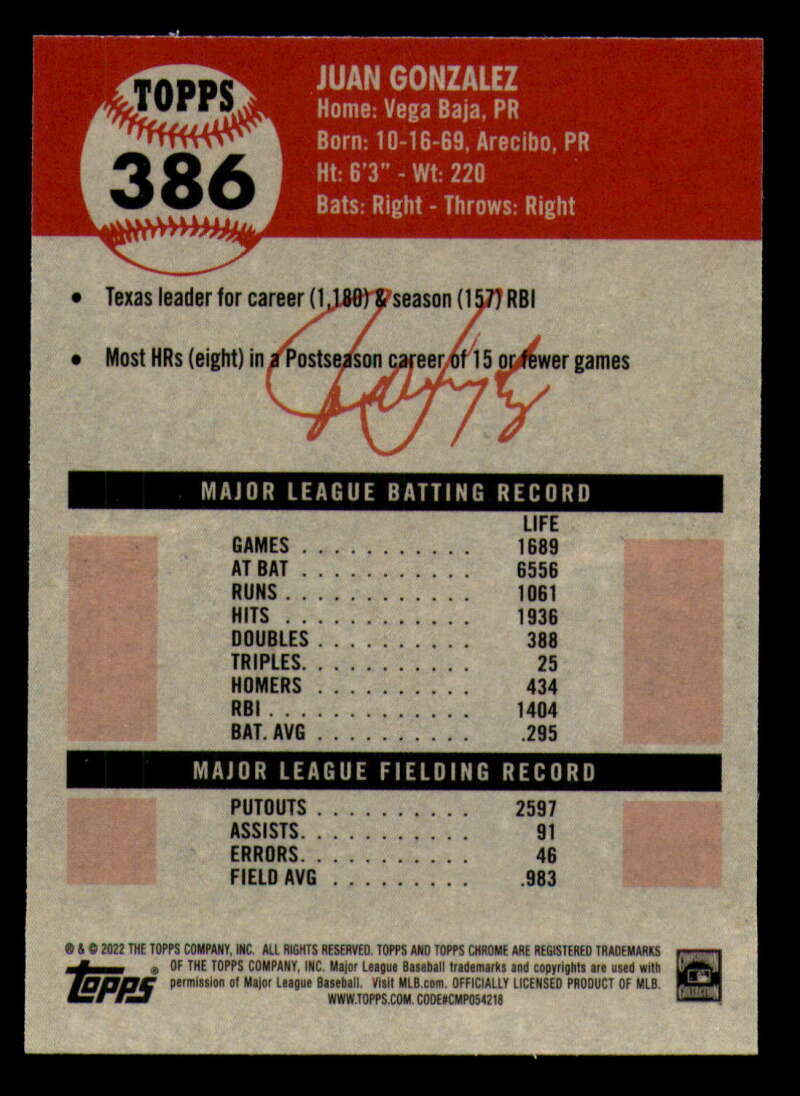 TOPPS
386
JUAN GONZALEZ
Home: Vega Baja, PR
Born: 10-16-69, Arecibo, PR
Ht: 6'3" - Wt: 220
Bats: Right - Throws: Right
• Texas leader for career (1,180) & season (157) RBI
• Most HRs (eight) in a Postseason career of 15 or fewer games
MAJOR LEAGUE BATTING RECORD
LIFE
GAMES . . . . . . . . . . . 1689
AT BAT . . . . . . . . . . . 6556
RUNS . . . . . . . . . . . . 1061
HITS . . . . . . . . . . . . 1936
DOUBLES . . . . . . . . . . 388
TRIPLES. . . . . . . . . . . 25
HOMERS . . . . . . . . . . 434
RBI . . . . . . . . . . . . . 1404
BAT. AVG . . . . . . . . . . .295
MAJOR LEAGUE FIELDING RECORD
PUTOUTS . . . . . . . . . . 2597
ASSISTS. . . . . . . . . . . 91
ERRORS. . . . . . . . . . . 46
FIELD AVG . . . . . . . . . .983
® & © 2022 THE TOPPS COMPANY, INC. ALL RIGHTS RESERVED. TOPPS AND TOPPS CHROME ARE REGISTERED TRADEMARKS
OF THE TOPPS COMPANY, INC. Major League Baseball trademarks and copyrights are used with
permission of Major League Baseball. Visit MLB.com. OFFICIALLY LICENSED PRODUCT OF MLB.
WWW.TOPPS.COM. CODE#CMP054218
Topps®
COOPERSTOWN
COLLECTION